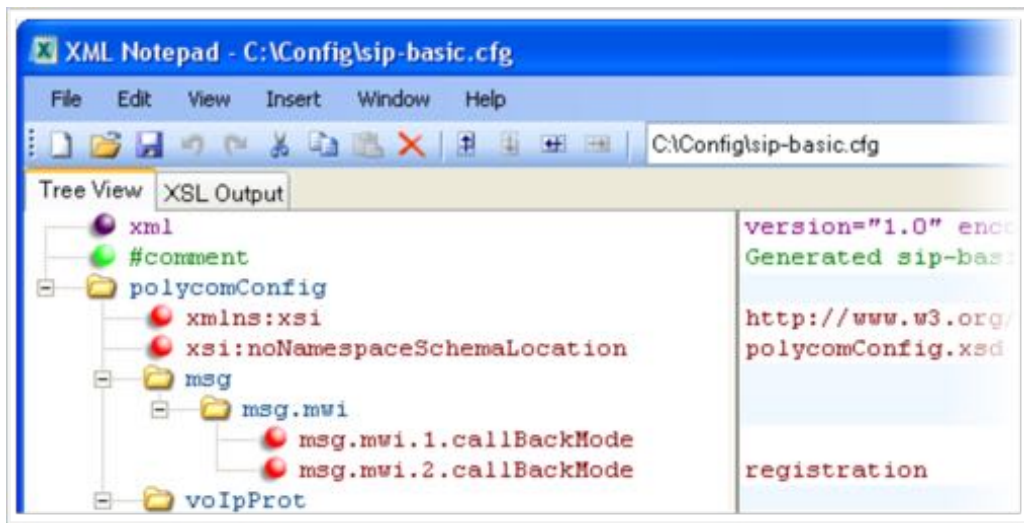 XML Notepad - C:\Config\sip-basic.cfg
File Edit View Insert Window Help
C:\Config\sip-basic.cfg
Tree View XSL Output
xml version="1.0"
#comment Generated
polycomConfig
xmlns:xsi http://www.w3.org/
xsi:noNamespaceSchemaLocation polycomConfig.xsd
msg
msg.mwi
msg.mwi.1.callBackMode
msg.mwi.2.callBackMode registration
voIpProt